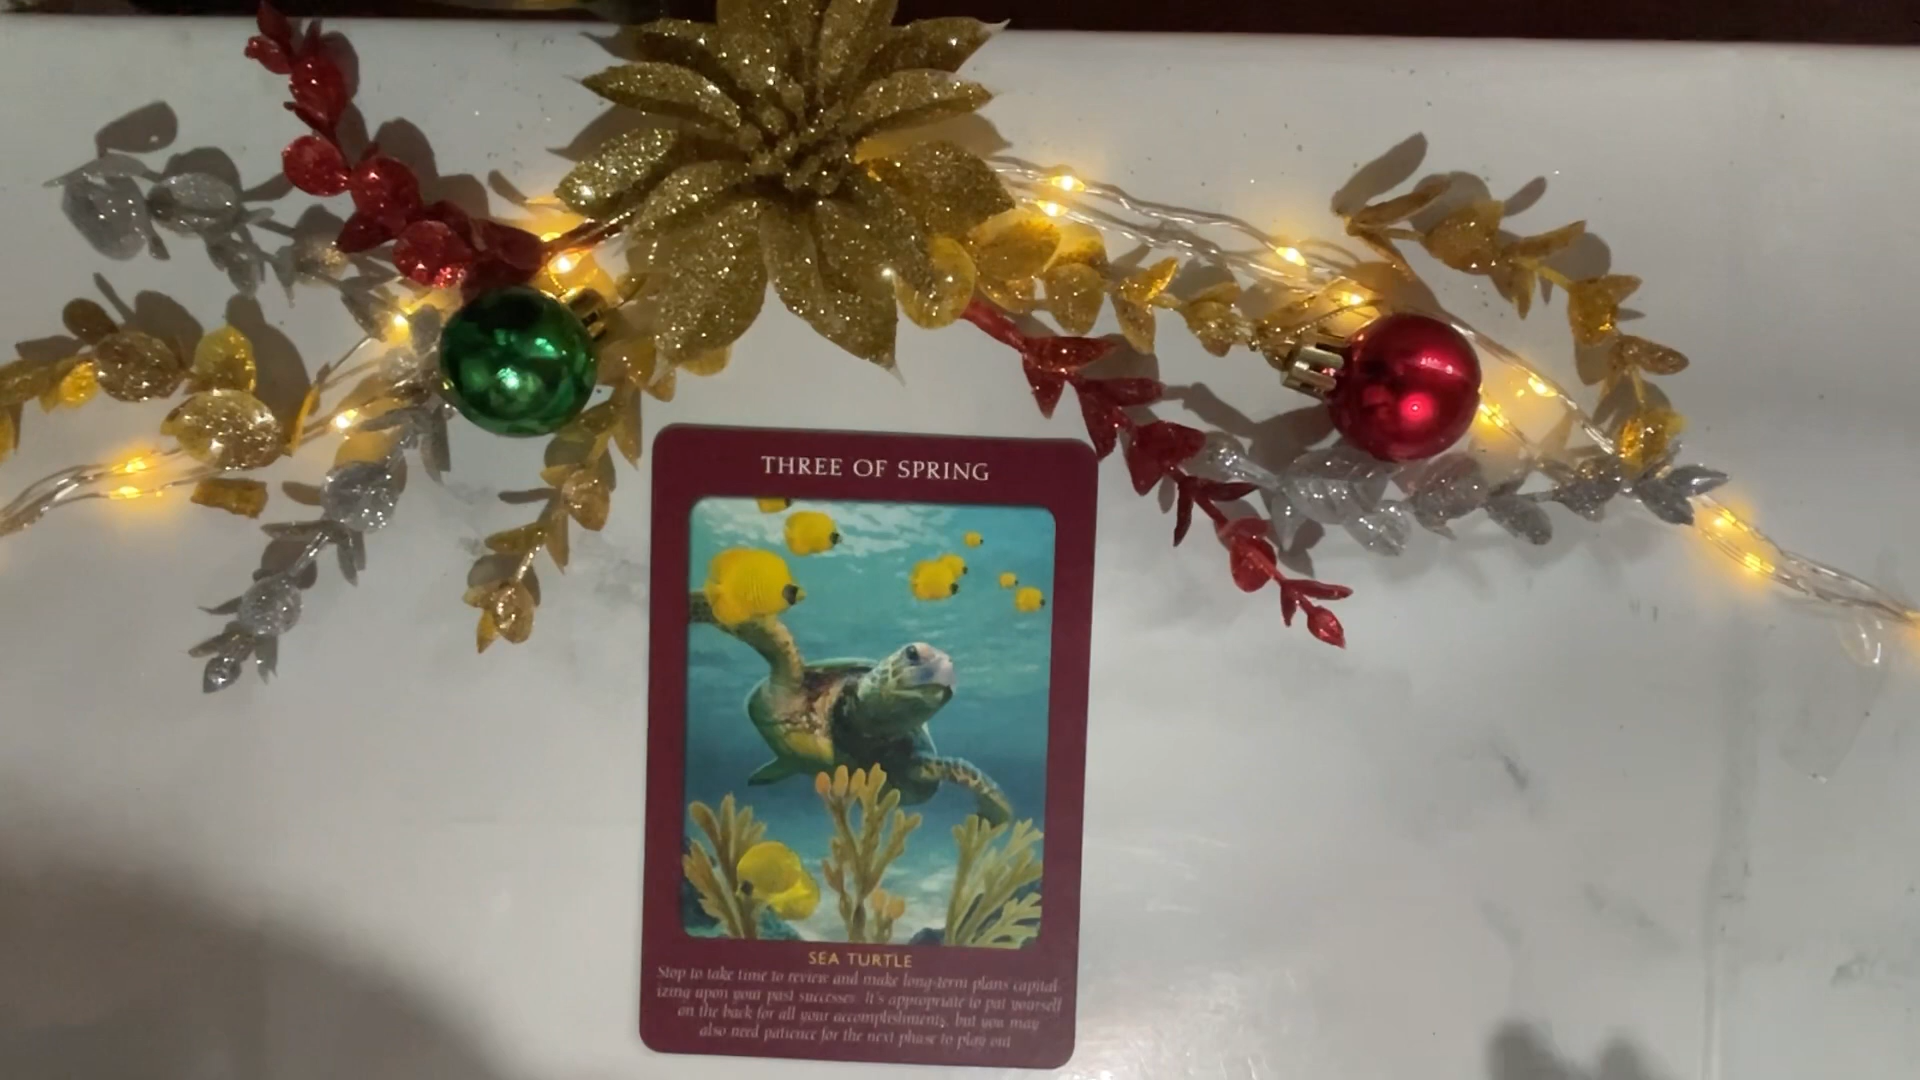 THREE OF SPRING
SEA TURTLE
Stop to take time to review and make long-term plans capital-
izing upon your past successes. It's appropriate to pat yourself
on the back for all your accomplishments, but you may
also need patience for the next phase to play out